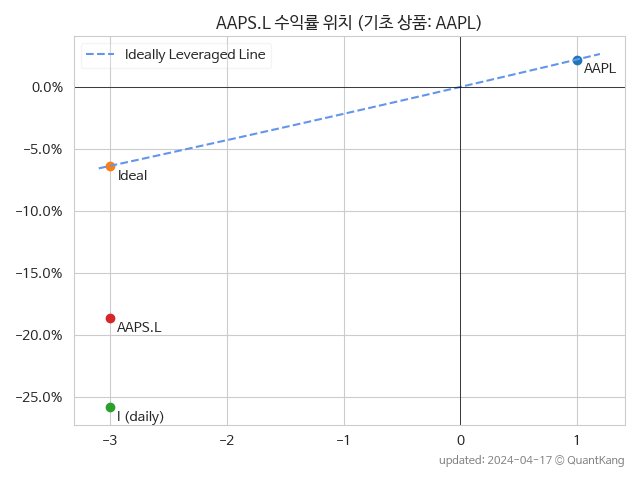 AAPS.L 수익률 위치 (기초 상품: AAPL)
Ideally Leveraged Line
AAPL
0.0%
−5.0%
Ideal
−10.0%
−15.0%
AAPS.L
−20.0%
−25.0%
I (daily)
−3 −2 −1 0 1
updated: 2024-04-17 © QuantKang